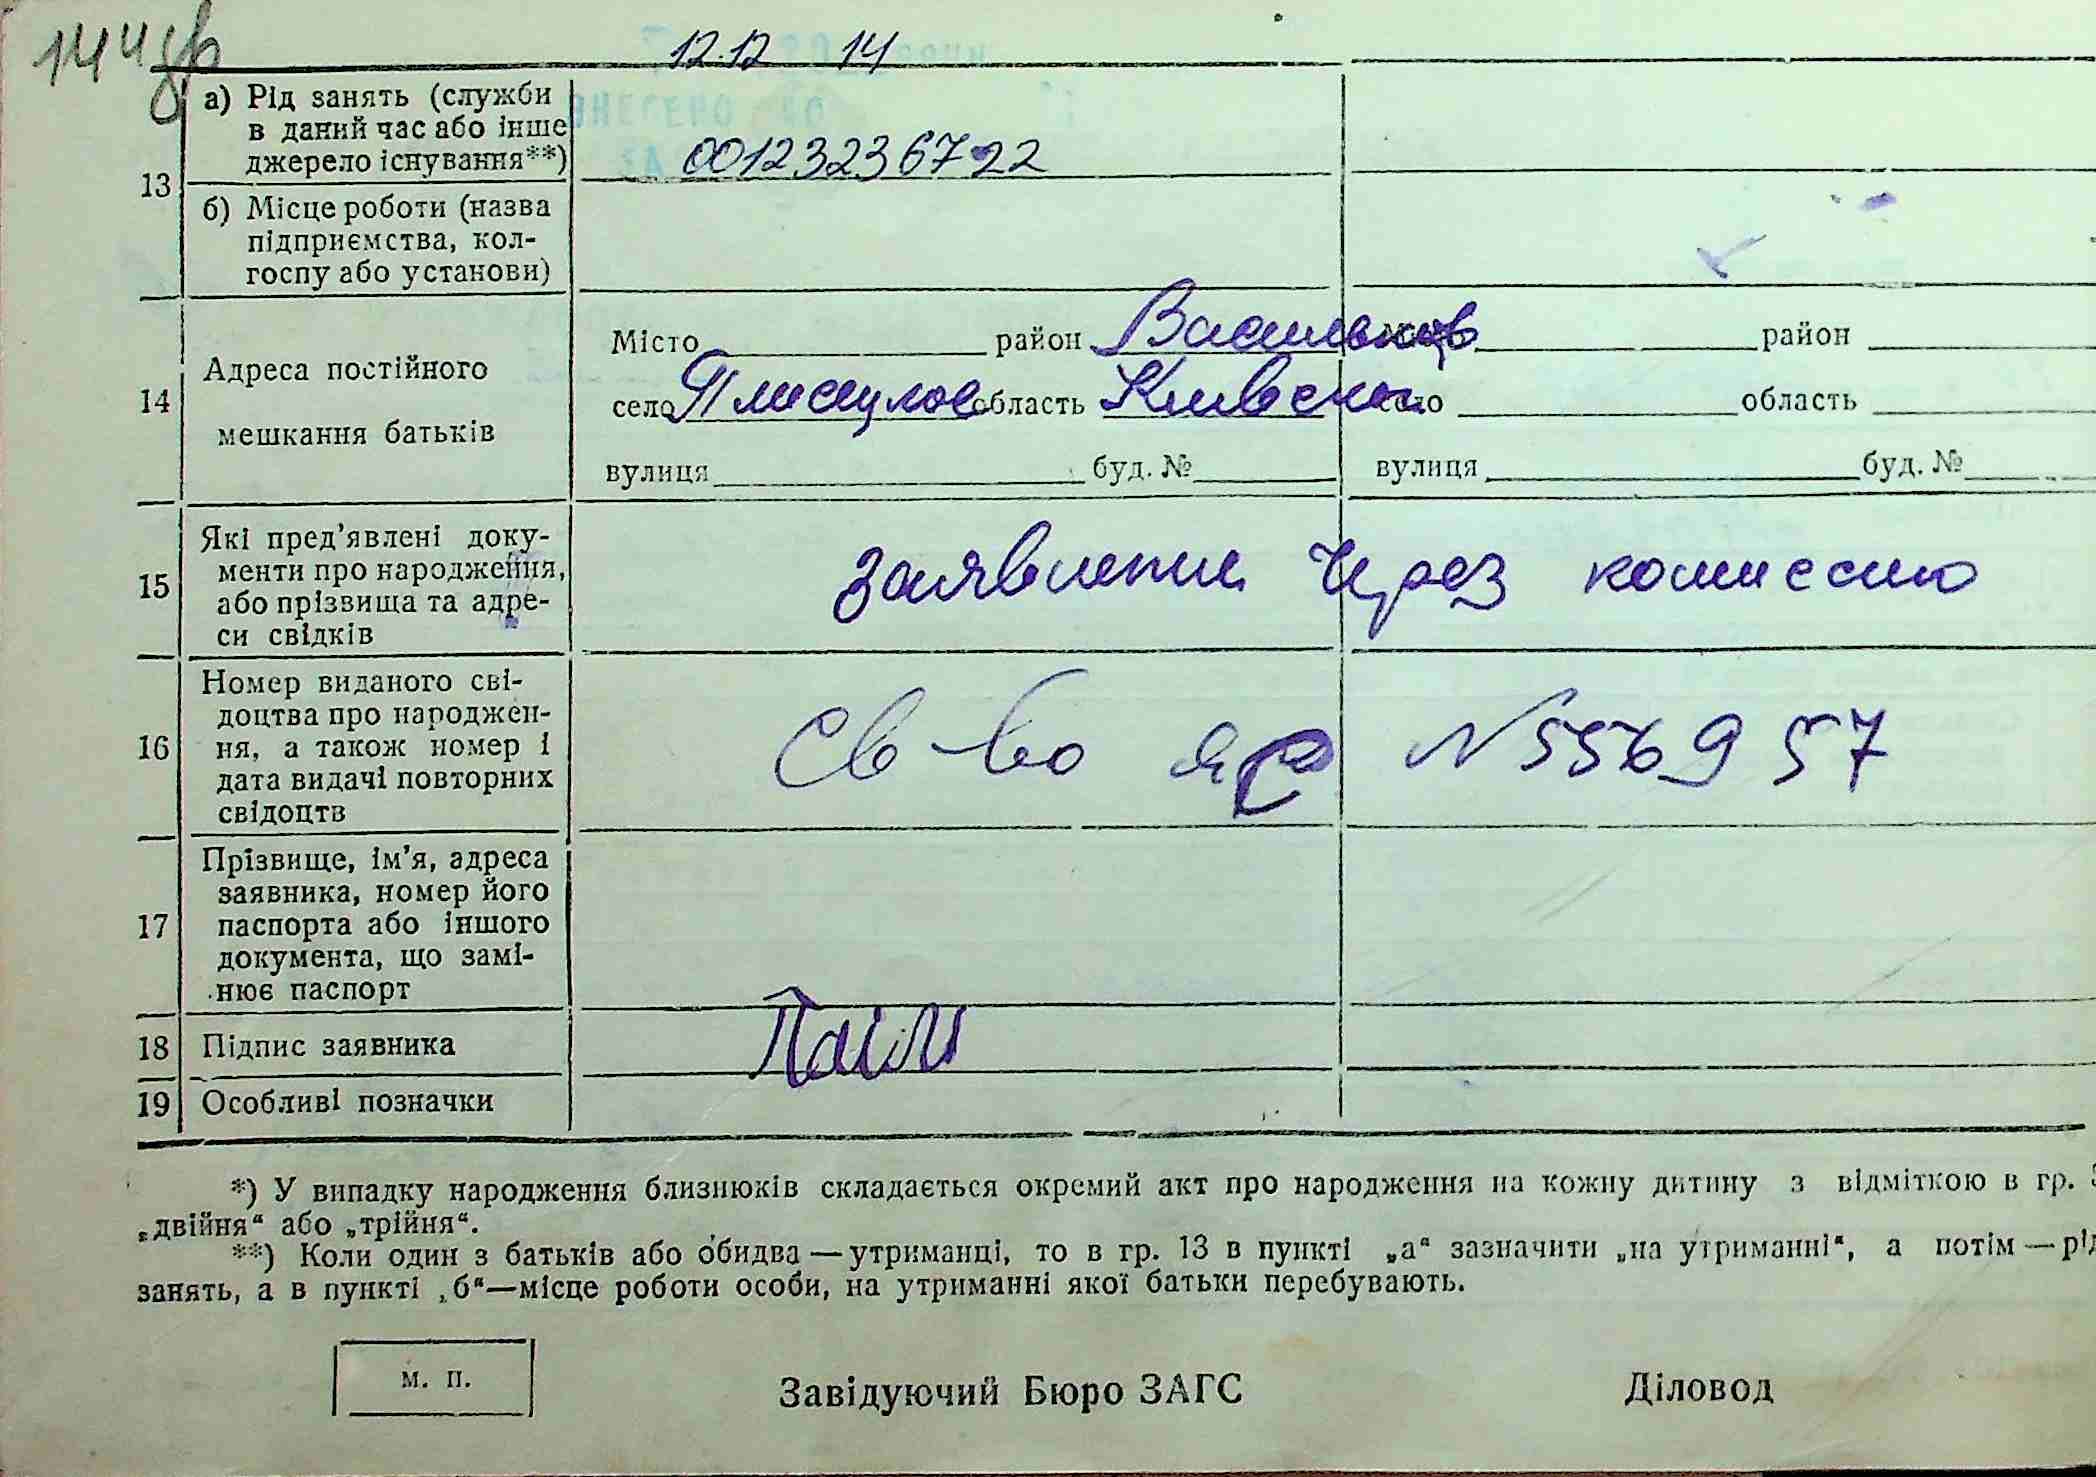 144
12.12 14
13
а) Рід занять (служби
в даний час або інше
джерело існування**)
00123236722
б) Місце роботи (назва
підприємства, кол-
госпу або установи)
14
Адреса постійного
мешкання батьків
Місто район район
село область Київськ село область
вулиця буд. № вулиця буд. №
15
Які пред'явлені доку-
менти про народження,
або прізвища та адре-
си свідків
заявление через комиссию
16
Номер виданого сві-
доцтва про народжен-
ня, а також номер і
дата видачі повторних
свідоцтв
Св-во N 556957
17
Прізвище, ім'я, адреса
заявника, номер його
паспорта або іншого
документа, що замі-
нює паспорт
18 Підпис заявника
19 Особливі позначки
*) У випадку народження близнюків складається окремий акт про народження на кожну дитину з відміткою в гр.
„двійня“ або „трійня“.
**) Коли один з батьків або обидва — утриманці, то в гр. 13 в пункті „а“ зазначити „на утриманні“, а потім — рід
занять, а в пункті „б“—місце роботи особи, на утриманні якої батьки перебувають.
м. п.
Завідуючий Бюро ЗАГС Діловод